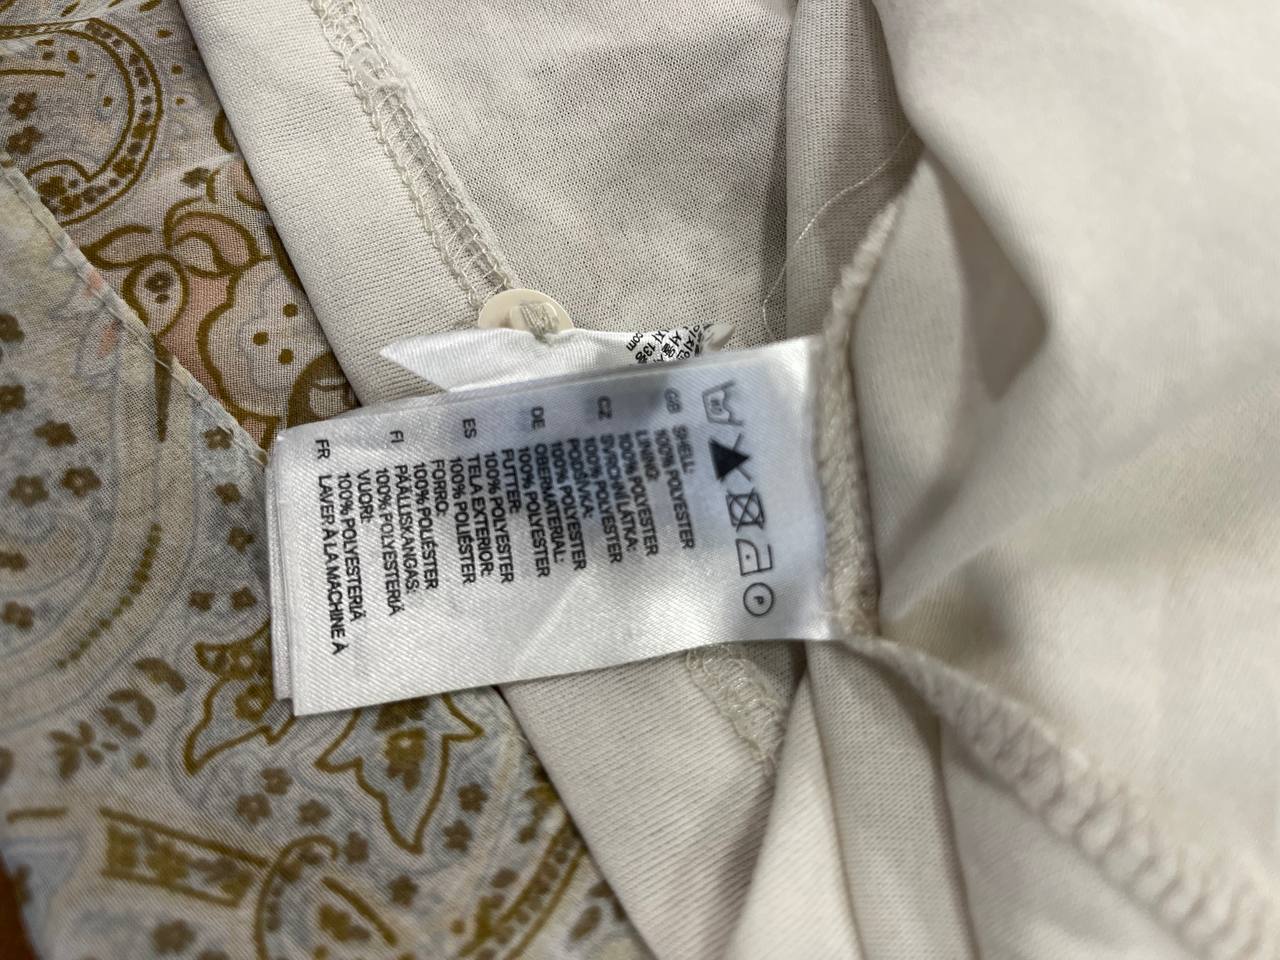 GB SHELL:
100% POLYESTER
LINING:
100% POLYESTER
CZ SVRCHNÍ LÁTKA:
100% POLYESTER
PODŠÍVKA:
100% POLYESTER
DE OBERMATERIAL:
100% POLYESTER
FUTTER:
100% POLYESTER
ES TELA EXTERIOR:
100% POLIÉSTER
FORRO:
100% POLIÉSTER
FI PÄÄLLISKANGAS:
100% POLYESTERIÄ
VUORI:
100% POLYESTERIÄ
FR LAVER À LA MACHINE À
P
.com